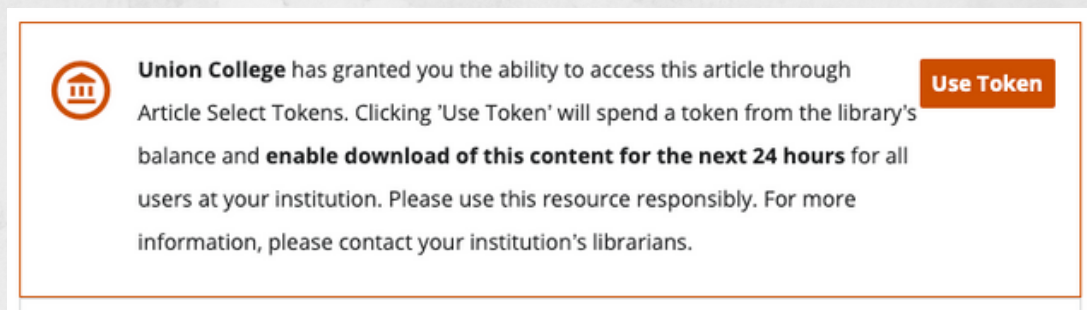 Union College has granted you the ability to access this article through
Use Token
Article Select Tokens. Clicking 'Use Token' will spend a token from the library's
balance and enable download of this content for the next 24 hours for all
users at your institution. Please use this resource responsibly. For more
information, please contact your institution's librarians.